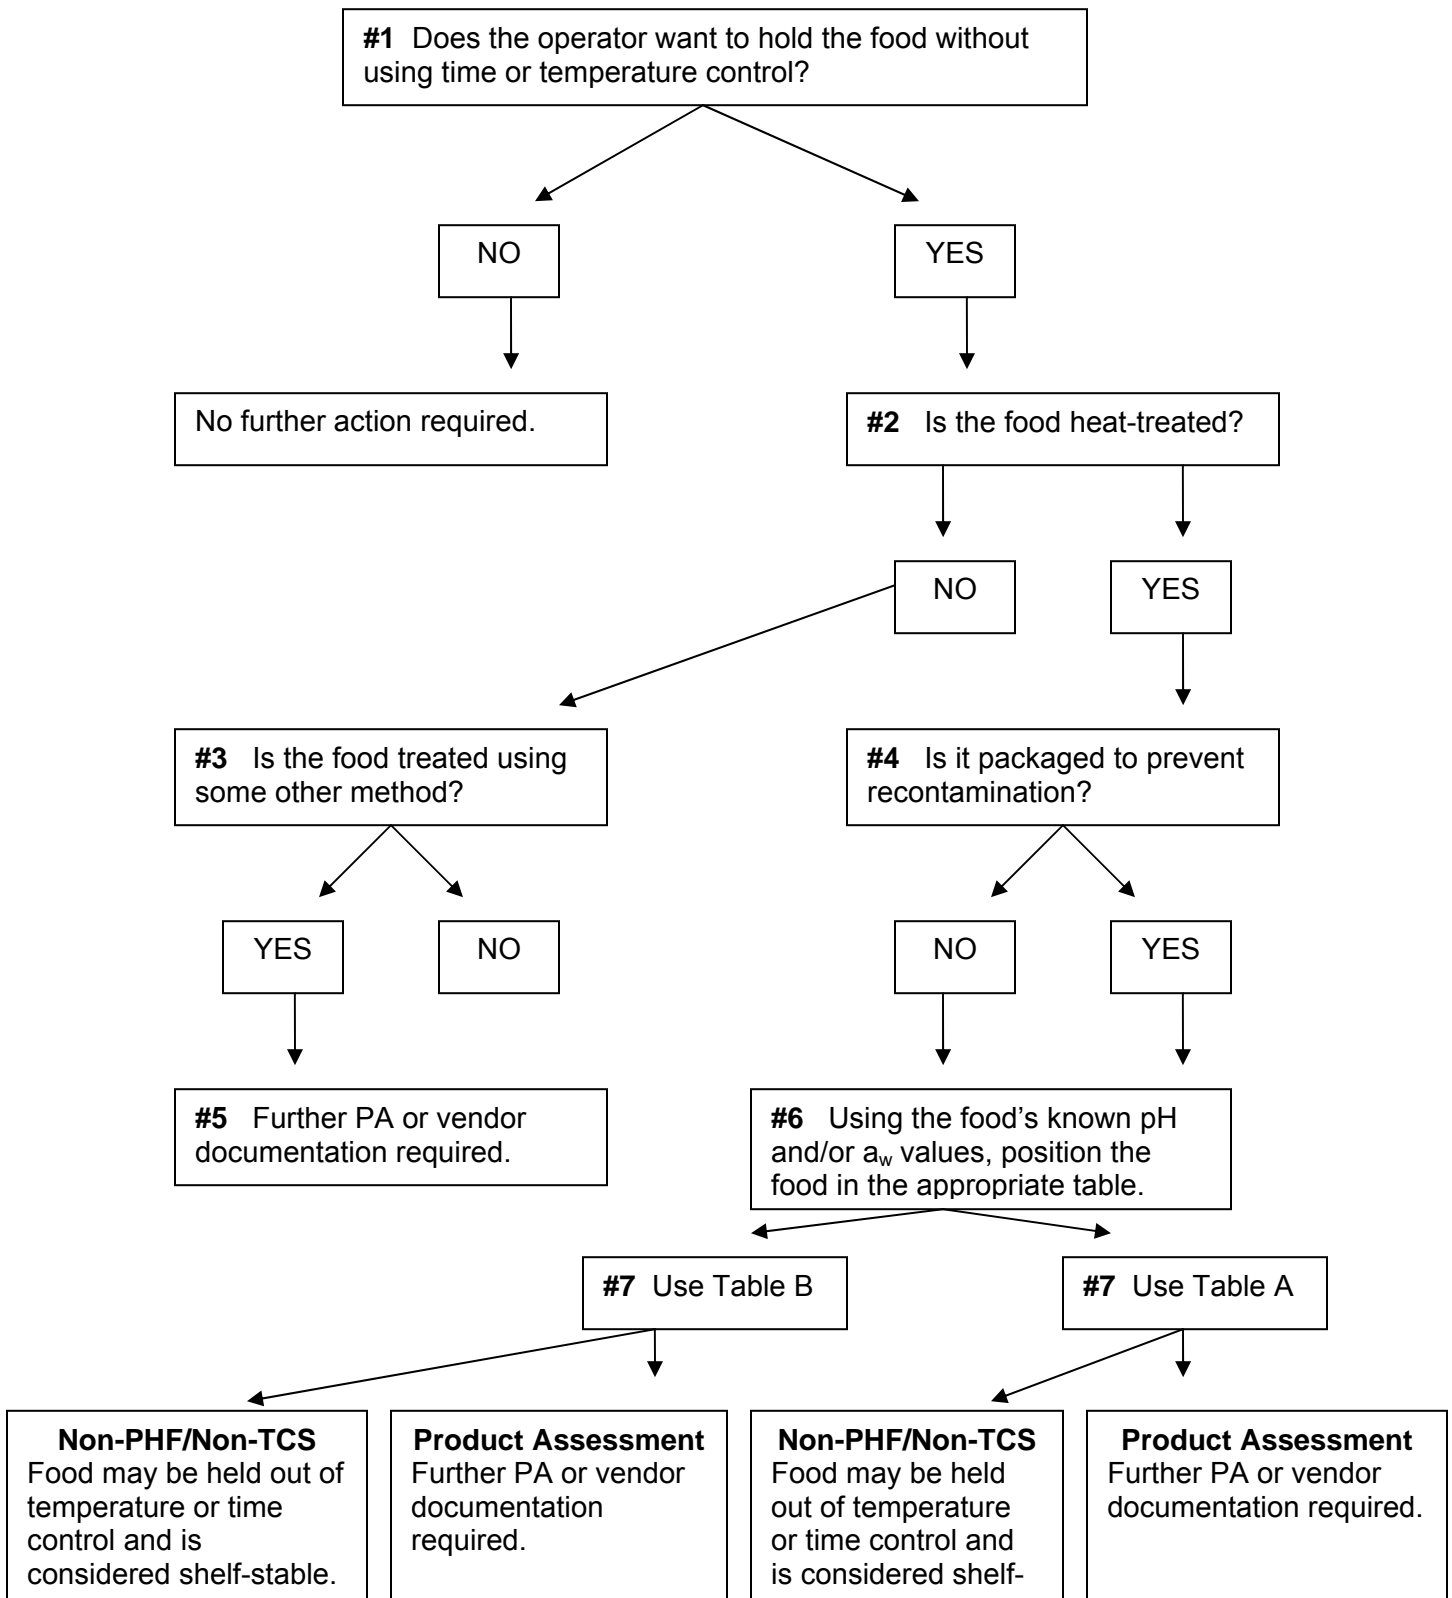 #1 Does the operator want to hold the food without
using time or temperature control?
NO
YES
No further action required.
#2 Is the food heat-treated?
NO
YES
#3 Is the food treated using
some other method?
#4 Is it packaged to prevent
recontamination?
YES
NO
NO
YES
#5 Further PA or vendor
documentation required.
#6 Using the food’s known pH
and/or aw values, position the
food in the appropriate table.
#7 Use Table B
#7 Use Table A
Non-PHF/Non-TCS
Food may be held out of
temperature or time
control and is
considered shelf-stable.
Product Assessment
Further PA or vendor
documentation
required.
Non-PHF/Non-TCS
Food may be held
out of temperature
or time control and
is considered shelf-
Product Assessment
Further PA or vendor
documentation required.